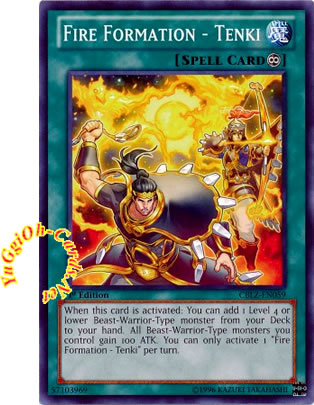 FIRE FORMATION - TENKI
[SPELL CARD]
YuGgiOh-Cards.Net
1st Edition
CBLZ-EN059
When this card is activated: You can add 1 Level 4 or
lower Beast-Warrior-Type monster from your Deck
to your hand. All Beast-Warrior-Type monsters you
control gain 100 ATK. You can only activate 1 "Fire
Formation - Tenki" per turn.
57103969
©1996 KAZUKI TAKAHASHI